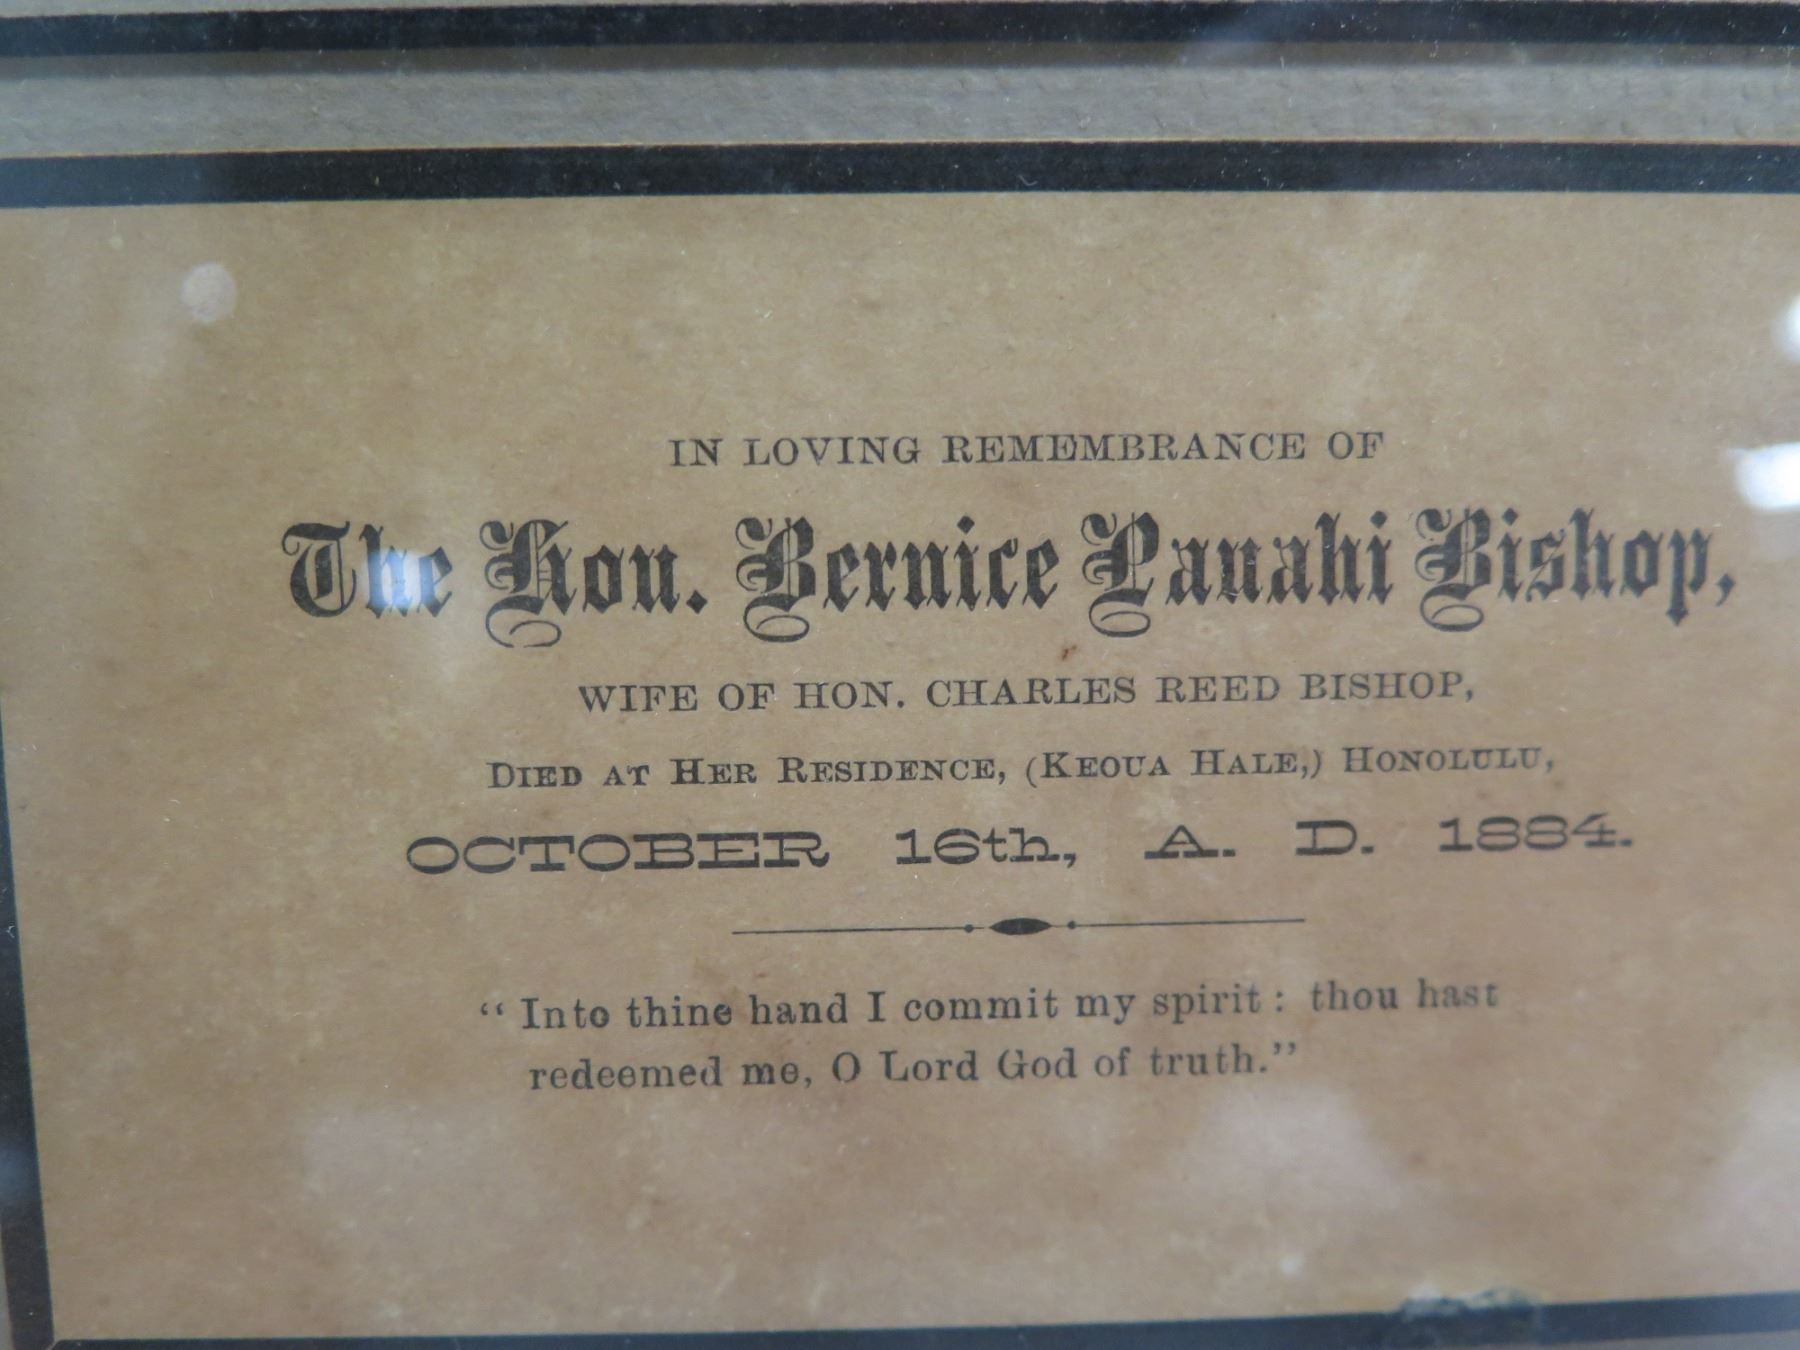 IN LOVING REMEMBRANCE OF
The Hon. Bernice Pauahi Bishop,
WIFE OF HON. CHARLES REED BISHOP,
DIED AT HER RESIDENCE, (KEOUA HALE,) HONOLULU,
OCTOBER 16th, A. D. 1884.
“ Into thine hand I commit my spirit : thou hast
redeemed me, O Lord God of truth.”